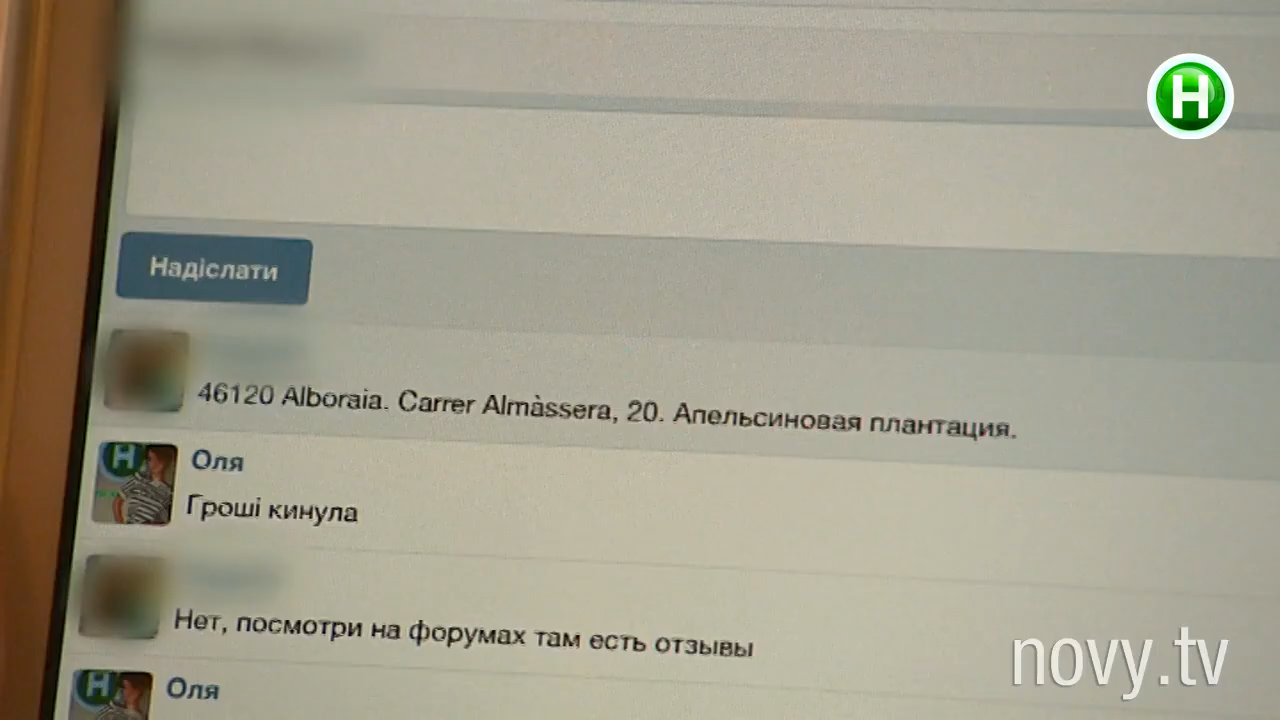 H
Надіслати
46120 Alboraia. Carrer Almàssera, 20. Апельсиновая плантация.
H
Оля
Гроші кинула
Нет, посмотри на форумах там есть отзывы
novy.tv
H
Оля